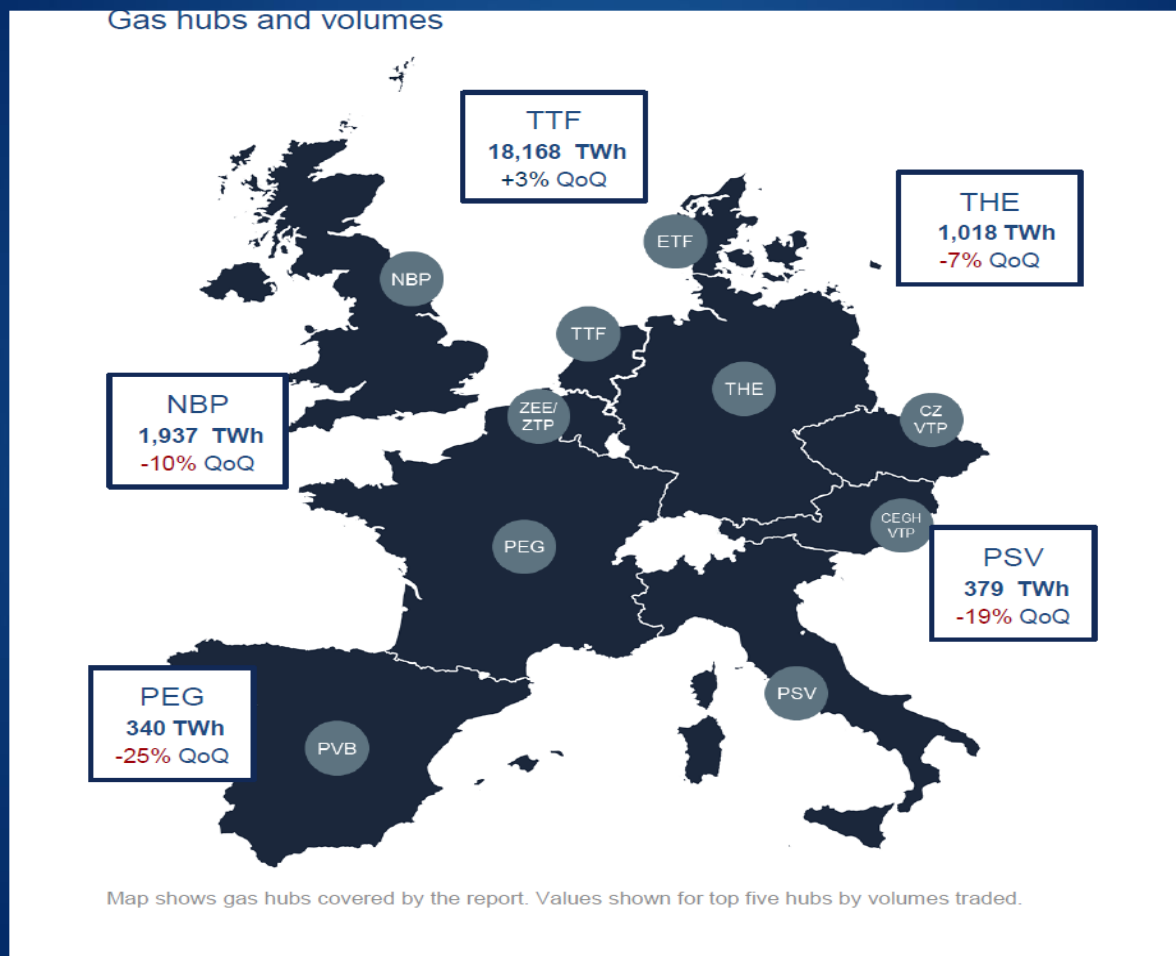 Gas hubs and volumes
TTF
18,168 TWh
+3% QoQ
THE
1,018 TWh
-7% QoQ
ETF
NBP
TTF
THE
NBP
1,937 TWh
-10% QoQ
ZEE/
ZTP
CZ
VTP
CEGH
VTP
PEG
PSV
379 TWh
-19% QoQ
PEG
340 TWh
-25% QoQ
PSV
PVB
Map shows gas hubs covered by the report. Values shown for top five hubs by volumes traded.